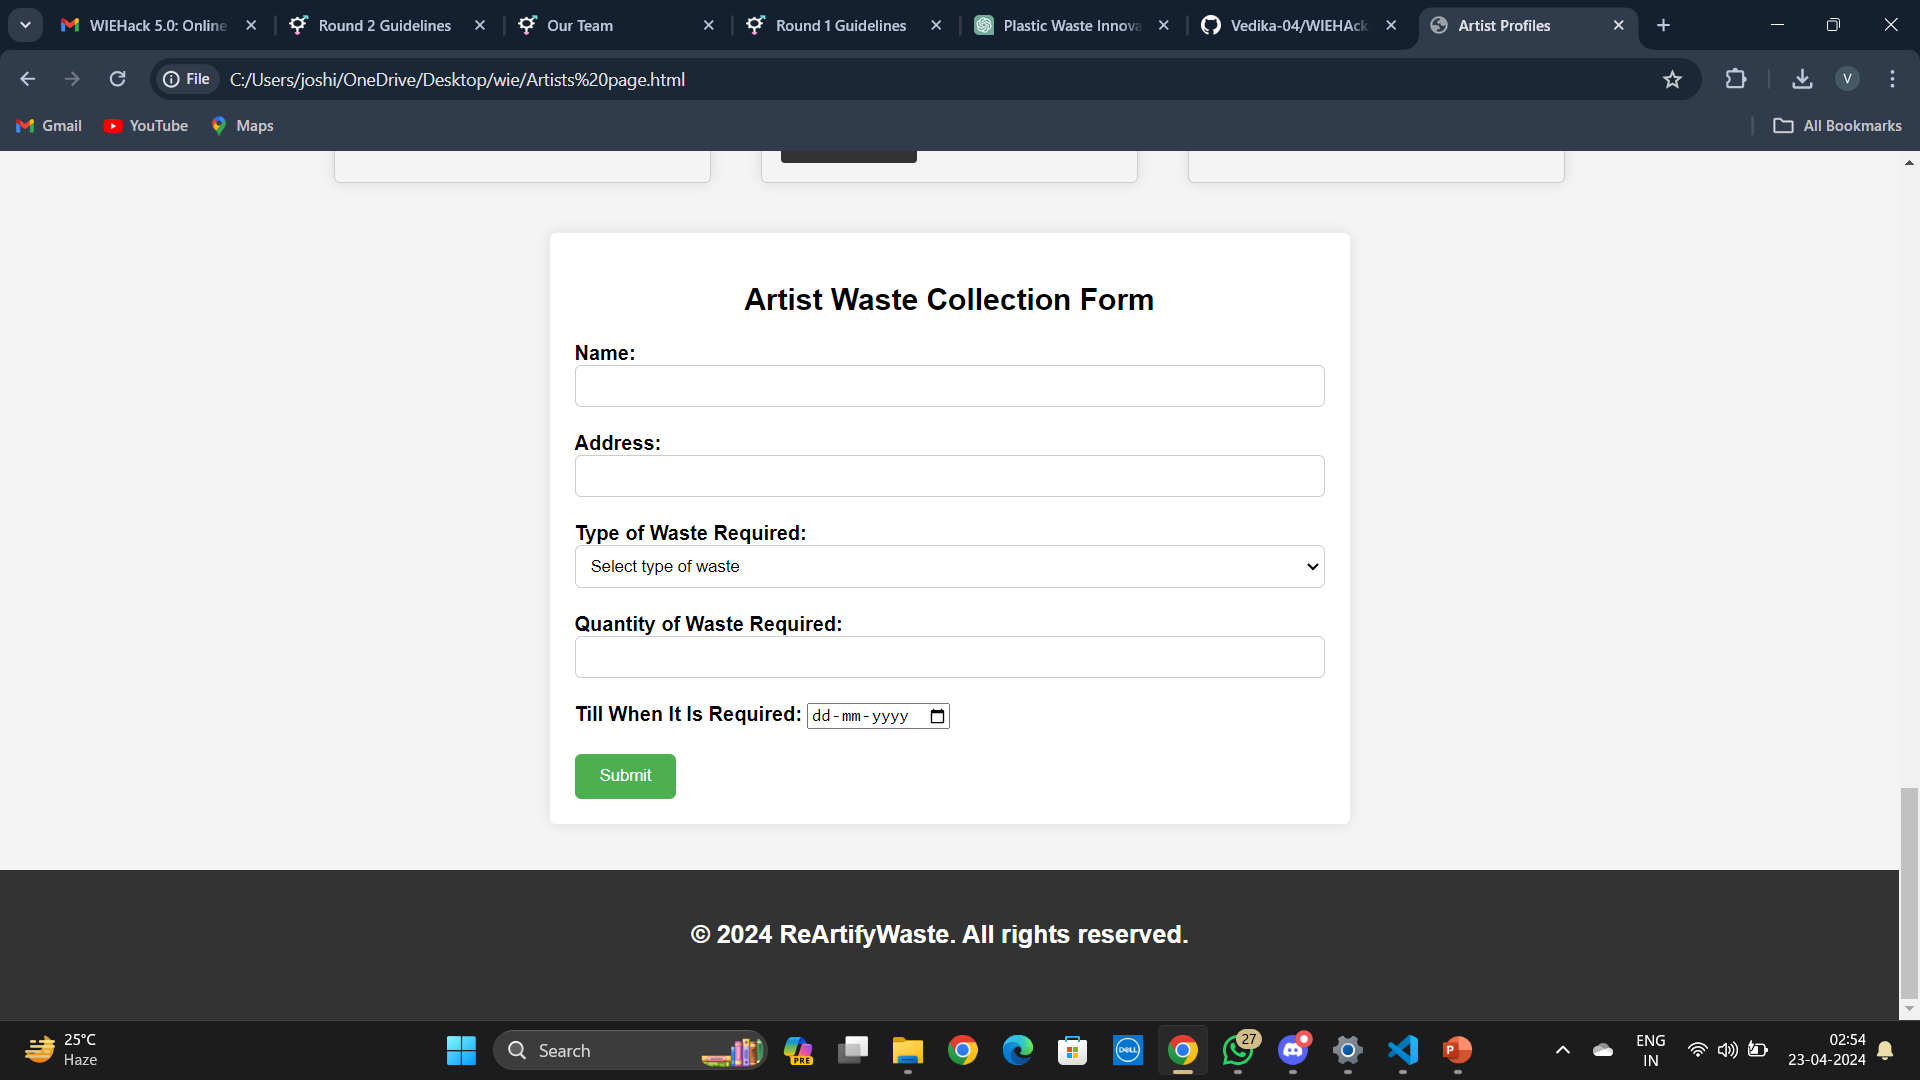 WIEHack 5.0: Online
Round 2 Guidelines
Our Team
Round 1 Guidelines
Plastic Waste Innova
Vedika-04/WIEHAck
Artist Profiles
File
C:/Users/joshi/OneDrive/Desktop/wie/Artists%20page.html
V
Gmail
YouTube
Maps
All Bookmarks
Artist Waste Collection Form
Name:
Address:
Type of Waste Required:
Select type of waste
Quantity of Waste Required:
Till When It Is Required: dd-mm-yyyy
Submit
© 2024 ReArtifyWaste. All rights reserved.
25°C
Haze
Search
PRE
DELL
27
P
ENG
IN
02:54
23-04-2024